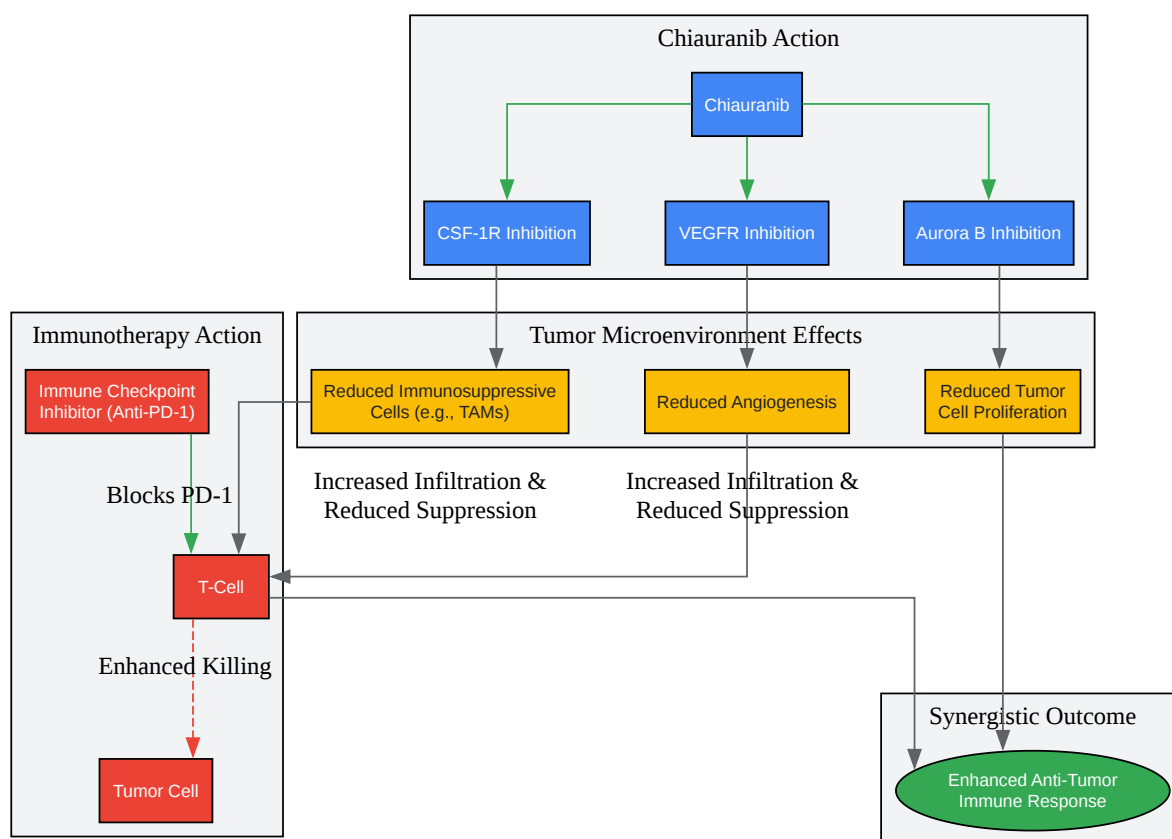 Chiauranib Action
Chiauranib
CSF-1R Inhibition
VEGFR Inhibition
Aurora B Inhibition
Immunotherapy Action
Tumor Microenvironment Effects
Immune Checkpoint
Inhibitor (Anti-PD-1)
Reduced Immunosuppressive
Cells (e.g., TAMs)
Reduced Angiogenesis
Reduced Tumor
Cell Proliferation
Blocks PD-1
Increased Infiltration &
Reduced Suppression
Increased Infiltration &
Reduced Suppression
T-Cell
Enhanced Killing
Tumor Cell
Synergistic Outcome
Enhanced Anti-Tumor
Immune Response